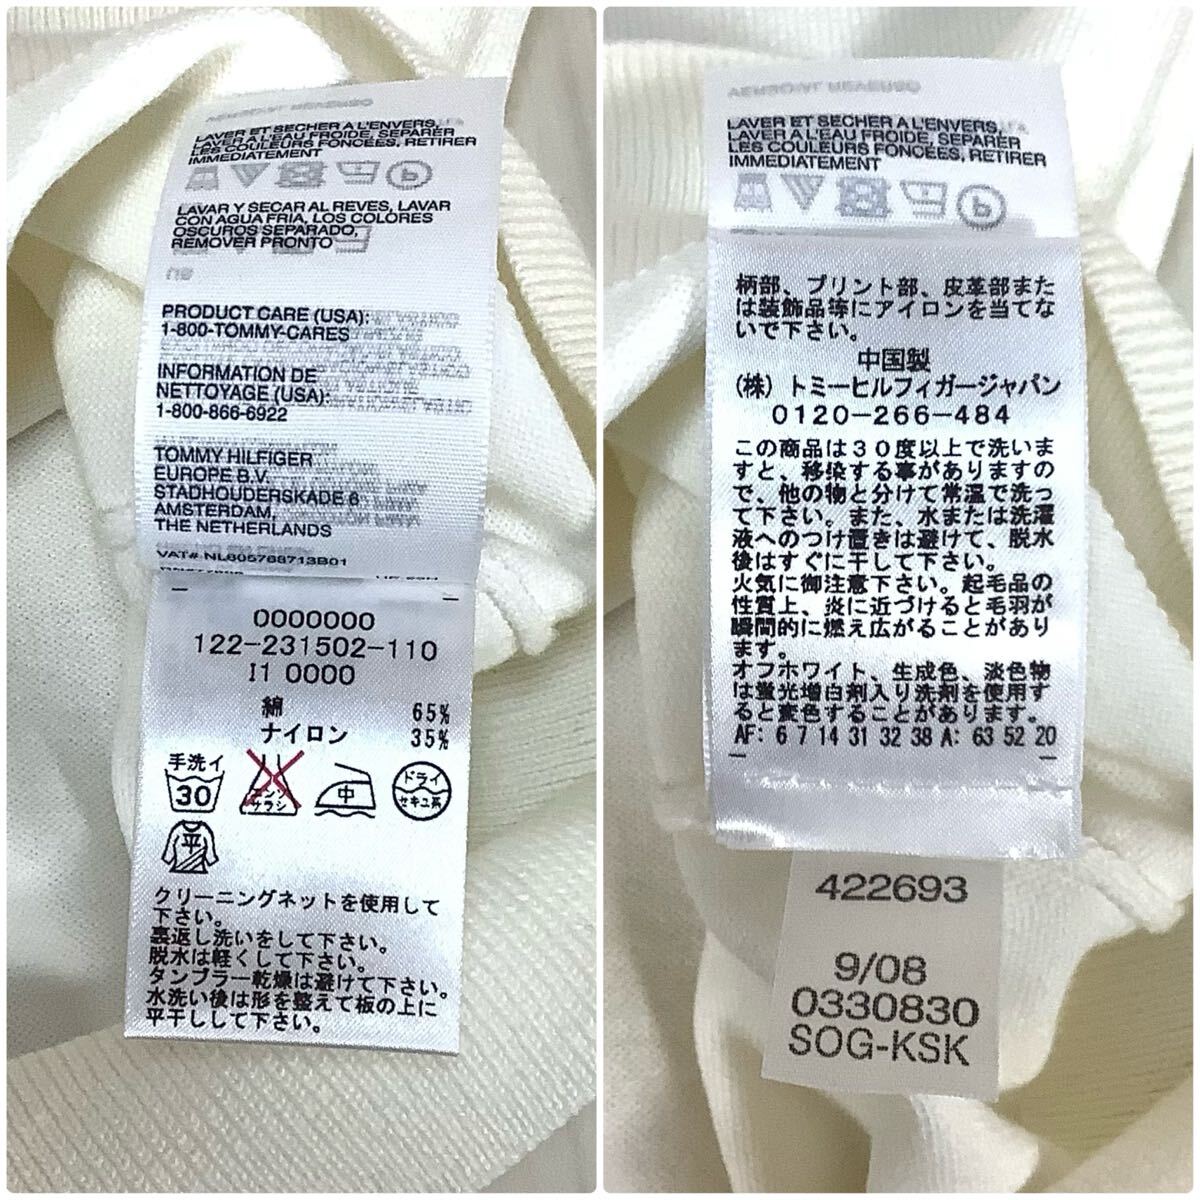 LAVER ET SECHER A L'ENVERS,
LAVER A L'EAU FROIDE, SEPARER
LES COULEURS FONCEES, RETIRER
IMMEDIATEMENT
LAVAR Y SECAR AL REVES, LAVAR
CON AGUA FRIA, LOS COLORES
OSCUROS SEPARADO,
REMOVER PRONTO
PRODUCT CARE (USA):
1-800-TOMMY-CARES
INFORMATION DE
NETTOYAGE (USA):
1-800-866-6922
TOMMY HILFIGER
EUROPE B.V.
STADHOUDERSKADE 6
AMSTERDAM,
THE NETHERLANDS
VAT# NL805768713B01
0000000
122-231502-110
I1 0000
綿 65%
ナイロン 35%
手洗イ
30
エンソ
サラシ
中
ドライ
セキユ系
平
クリーニングネットを使用して
下さい。
裏返し洗いをして下さい。
脱水は軽くして下さい。
タンブラー乾燥は避けて下さい。
水洗い後は形を整えて板の上に
平干しして下さい。
LAVER ET SECHER A L'ENVERS,
LAVER A L'EAU FROIDE, SEPARER
LES COULEURS FONCEES, RETIRER
IMMEDIATEMENT
柄部、プリント部、皮革部また
は装飾品等にアイロンを当てな
いで下さい。
中国製
(株)トミーヒルフィガージャパン
0120-266-484
この商品は30度以上で洗いま
すと、移染する事がありますの
で、他の物と分けて常温で洗っ
て下さい。また、水または洗濯
液へのつけ置きは避けて、脱水
後はすぐに干して下さい。
火気に御注意下さい。起毛品の
性質上、炎に近づけると毛羽が
瞬間的に燃え広がることがあり
ます。
オフホワイト、生成色、淡色物
は蛍光増白剤入り洗剤を使用す
ると変色することがあります。
AF: 6 7 14 31 32 38 A: 63 52 20
422693
9/08
0330830
SOG-KSK